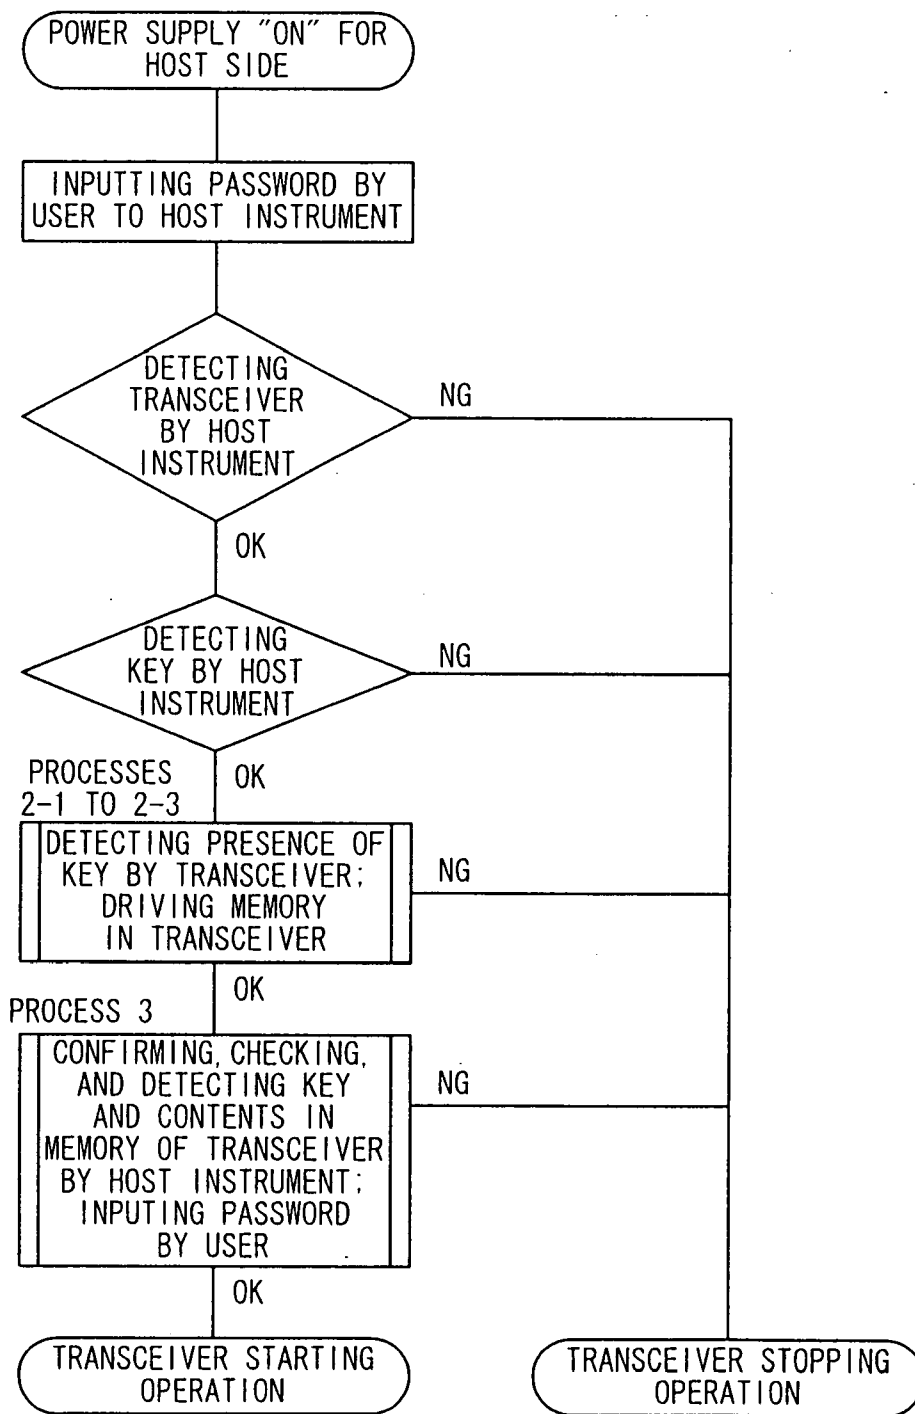 POWER SUPPLY "ON" FOR
HOST SIDE
INPUTTING PASSWORD BY
USER TO HOST INSTRUMENT
DETECTING
TRANSCEIVER
BY HOST
INSTRUMENT
NG
OK
DETECTING
KEY BY HOST
INSTRUMENT
NG
OK
PROCESSES
2-1 TO 2-3
DETECTING PRESENCE OF
KEY BY TRANSCEIVER;
DRIVING MEMORY
IN TRANSCEIVER
NG
OK
PROCESS 3
CONFIRMING, CHECKING,
AND DETECTING KEY
AND CONTENTS IN
MEMORY OF TRANSCEIVER
BY HOST INSTRUMENT;
INPUTING PASSWORD
BY USER
NG
OK
TRANSCEIVER STARTING
OPERATION
TRANSCEIVER STOPPING
OPERATION